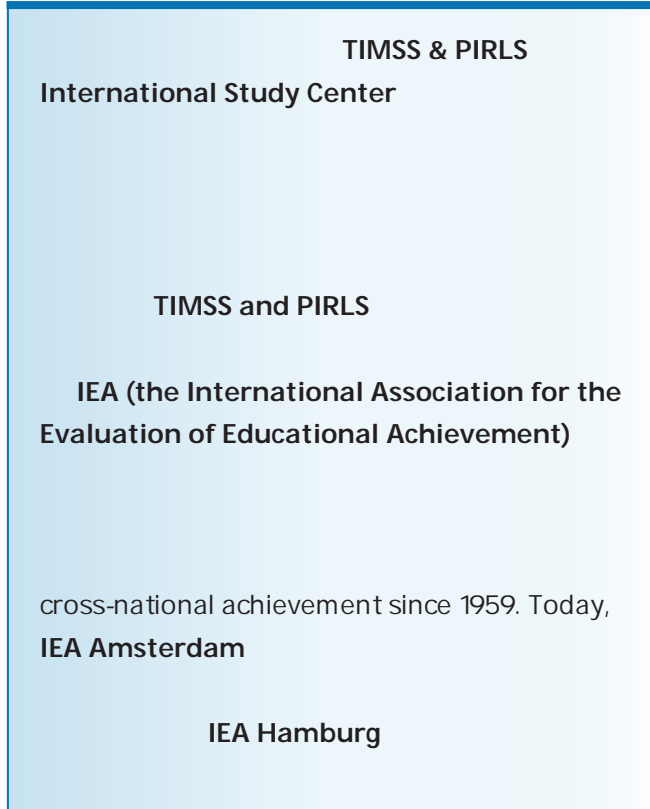 TIMSS & PIRLS
International Study Center
TIMSS and PIRLS
IEA (the International Association for the
Evaluation of Educational Achievement)
cross-national achievement since 1959. Today,
IEA Amsterdam
IEA Hamburg